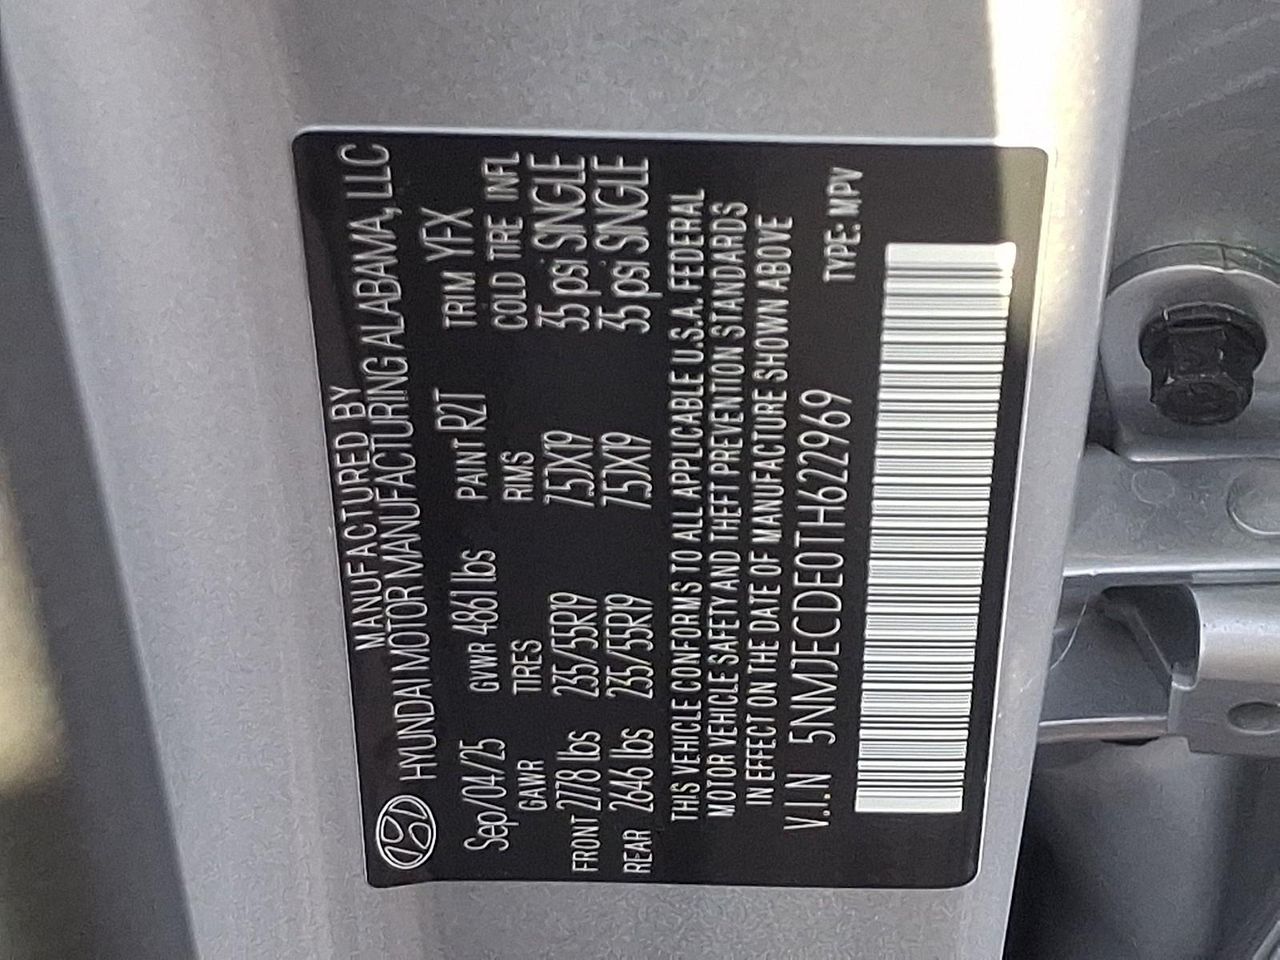 MANUFACTURED BY
HYUNDAI MOTOR MANUFACTURING ALABAMA, LLC
Sep/04/25 GVWR 4861 lbs PAINT R2T TRIM YFX
GAWR TIRES RIMS COLD TIRE INFL
FRONT 2778 lbs 235/55R19 7.5JX19 35 psi SINGLE
REAR 2646 lbs 235/55R19 7.5JX19 35 psi SINGLE
THIS VEHICLE CONFORMS TO ALL APPLICABLE U.S.A. FEDERAL
MOTOR VEHICLE SAFETY AND THEFT PREVENTION STANDARDS
IN EFFECT ON THE DATE OF MANUFACTURE SHOWN ABOVE
V.I.N 5NMJECDE0TH622969 TYPE: MPV